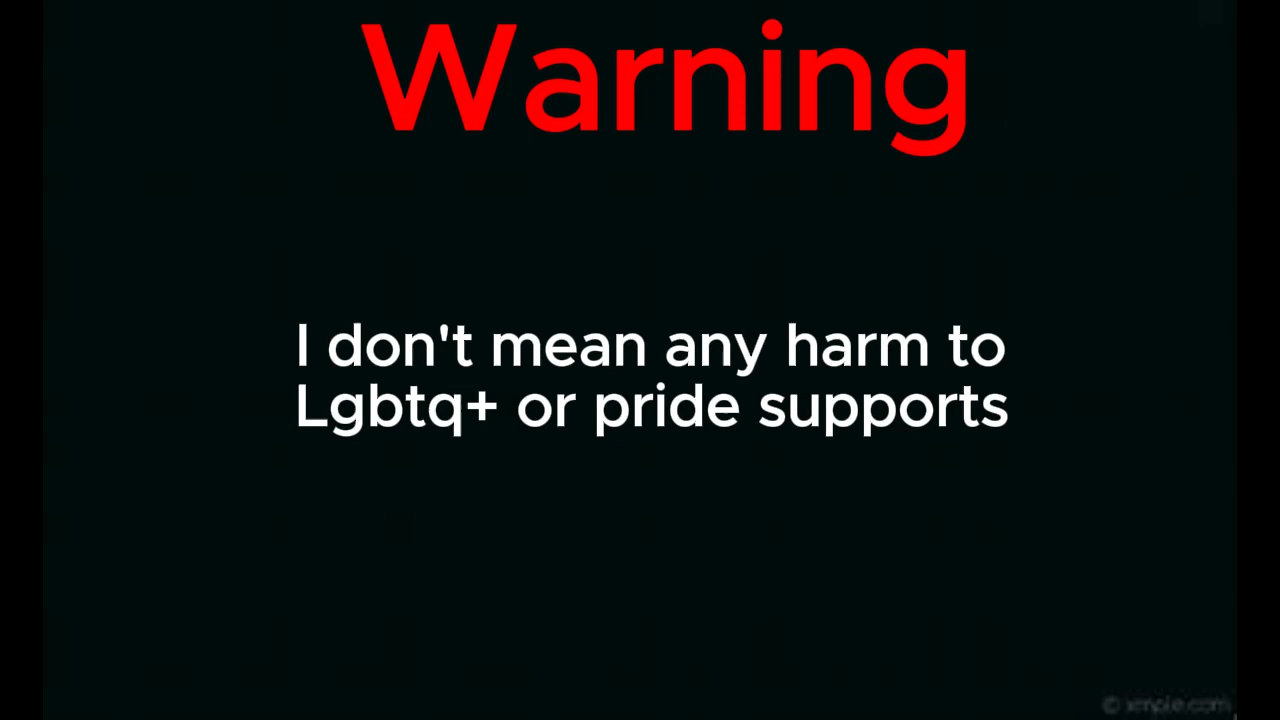 Warning
I don't mean any harm to
Lgbtq+ or pride supports